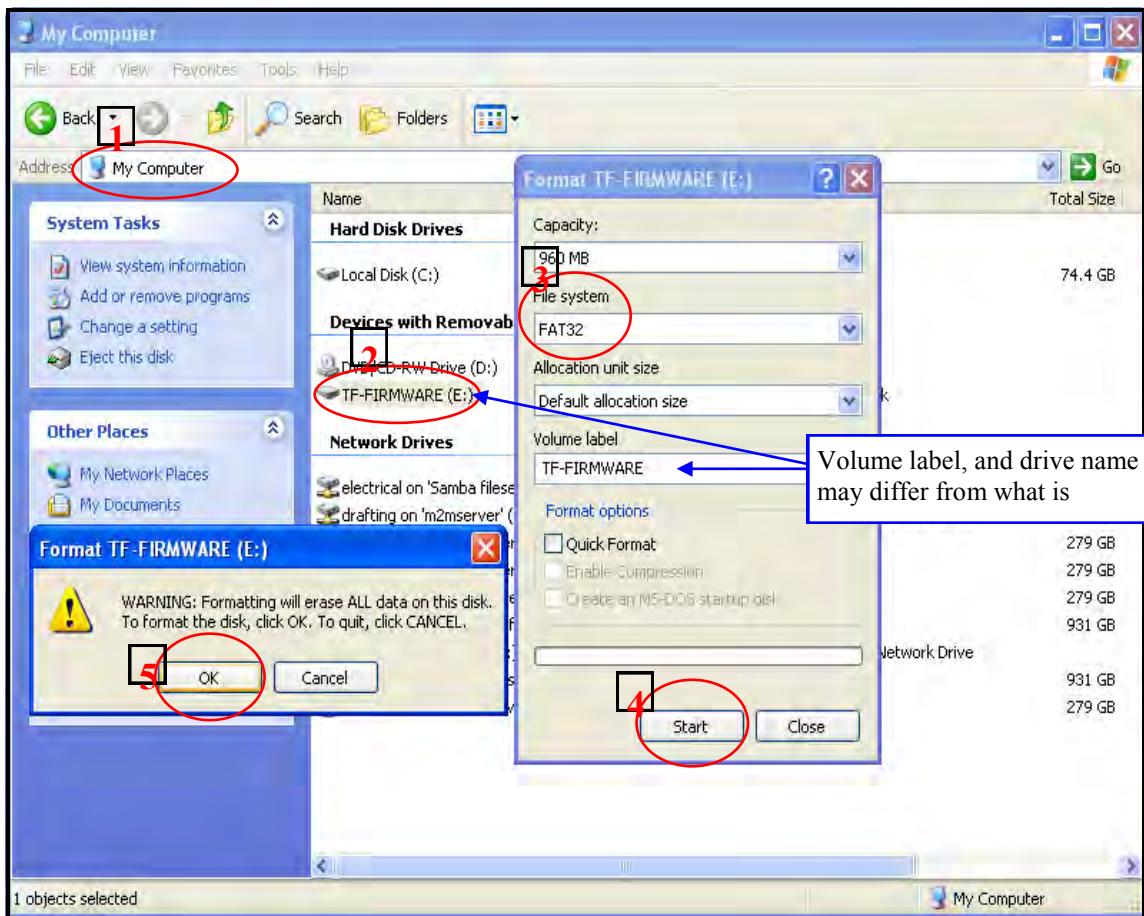 My Computer
File Edit View Favorites Tools Help
Back Search Folders
1
Address My Computer Go
Name Total Size
System Tasks
View system information
Add or remove programs
Change a setting
Eject this disk
Other Places
My Network Places
My Documents
Hard Disk Drives
Local Disk (C:)
74.4 GB
Devices with Removab
2
DVD/CD-RW Drive (D:)
TF-FIRMWARE (E:)
k
Network Drives
electrical on 'Samba filese
drafting on 'm2mserver' (
279 GB
279 GB
279 GB
931 GB
Network Drive
931 GB
279 GB
Format TF-FIRMWARE (E:)
Capacity:
960 MB
3
File system
FAT32
Allocation unit size
Default allocation size
Volume label
TF-FIRMWARE
Format options
Quick Format
Enable Compression
Create an MS-DOS startup disk
4
Start Close
Volume label, and drive name
may differ from what is
Format TF-FIRMWARE (E:)
WARNING: Formatting will erase ALL data on this disk.
To format the disk, click OK. To quit, click CANCEL.
5
OK Cancel
1 objects selected My Computer